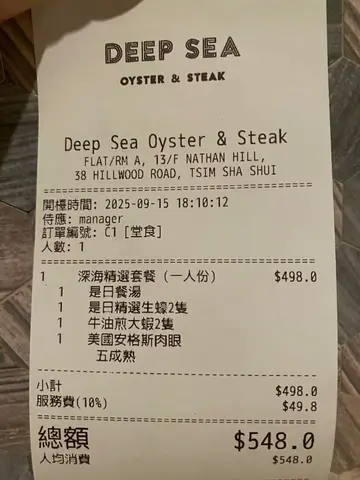 DEEP SEA
OYSTER & STEAK
Deep Sea Oyster & Steak
FLAT/RM A, 13/F NATHAN HILL,
38 HILLWOOD ROAD, TSIM SHA SHUI
開檯時間: 2025-09-15 18:10:12
侍應: manager
訂單編號: C1 [堂食]
人數: 1
1 深海精選套餐 (一人份) $498.0
1 是日餐湯
1 是日精選生蠔2隻
1 牛油煎大蝦2隻
1 美國安格斯肉眼
五成熟
小計 $498.0
服務費(10%) $49.8
總額 $548.0
人均消費 $548.0